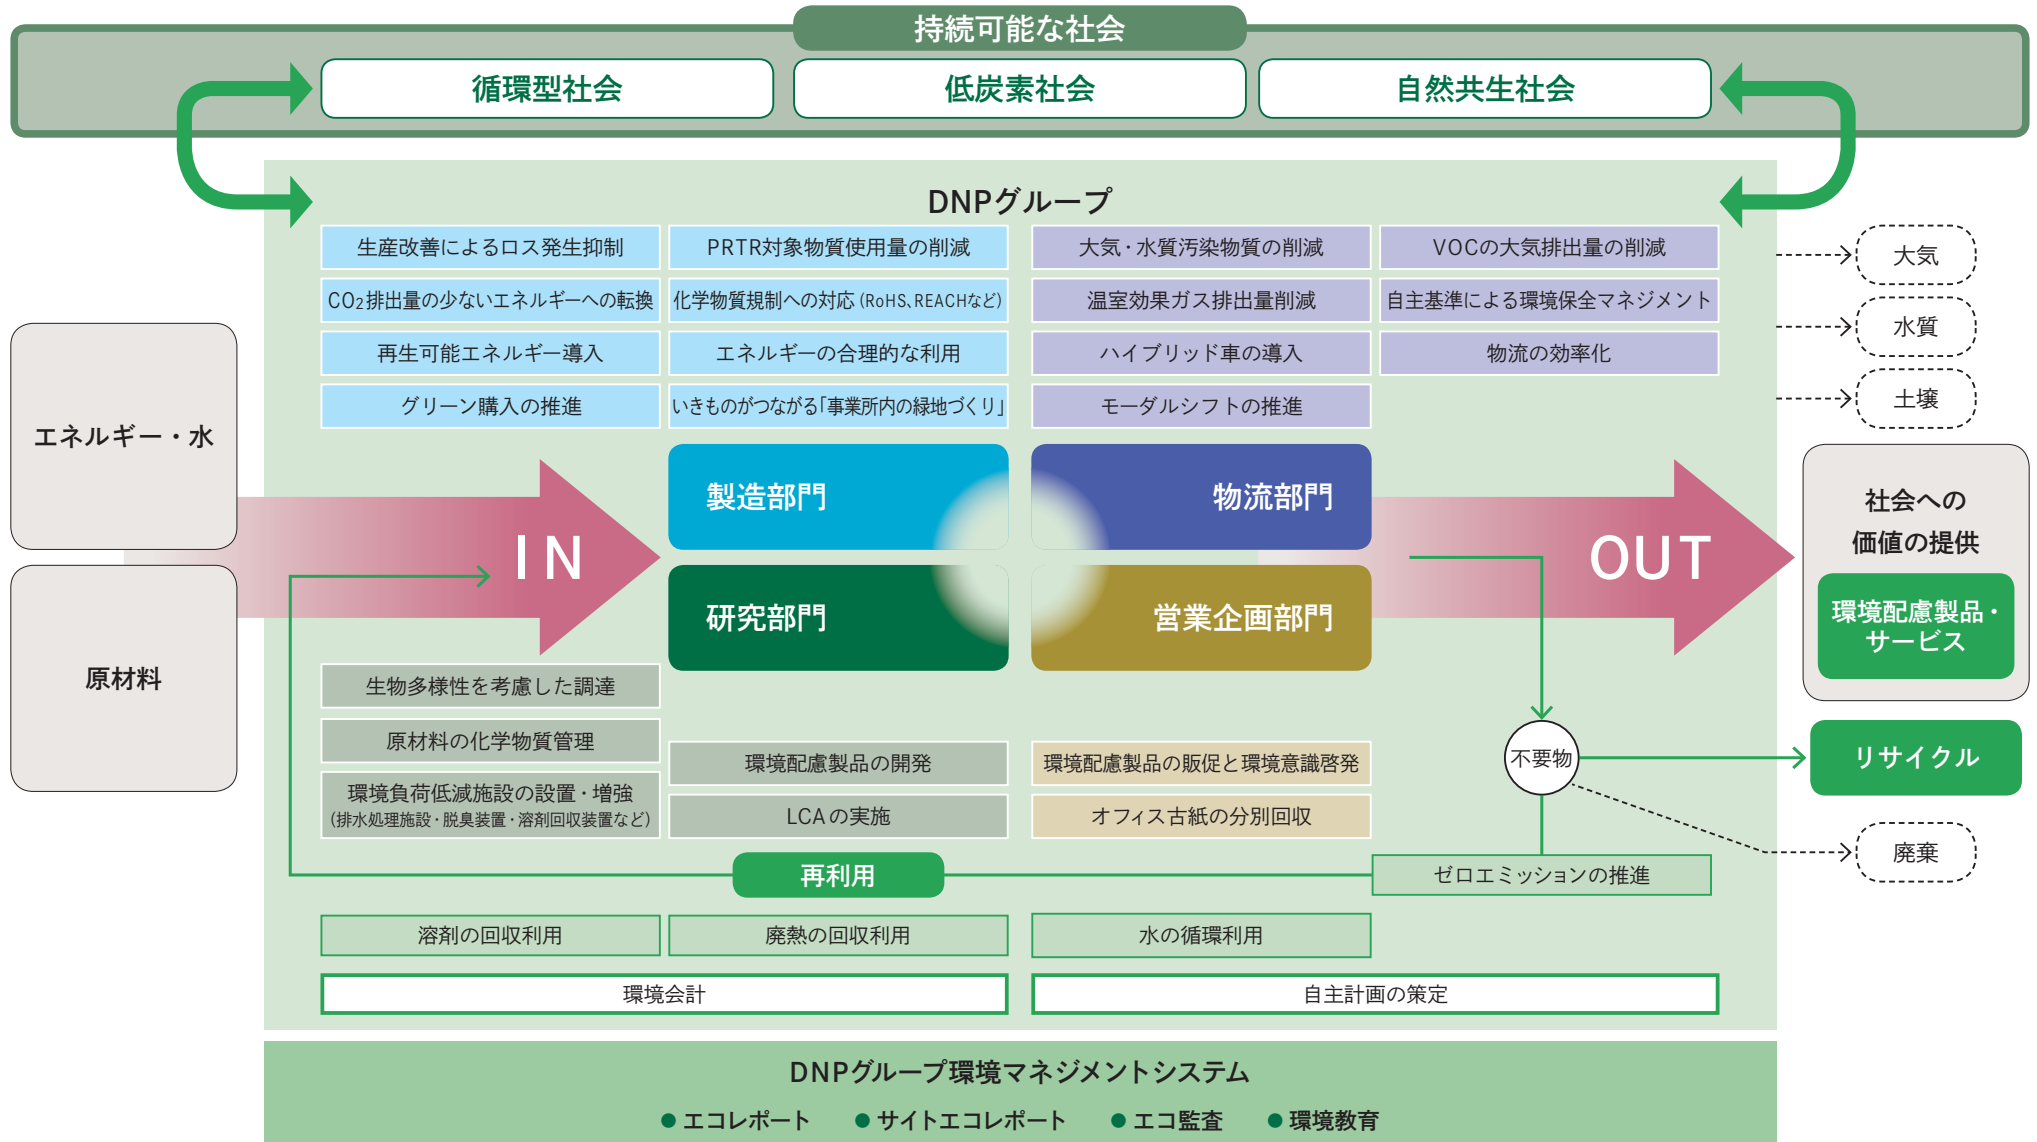 持続可能な社会
循環型社会
低炭素社会
自然共生社会
DNPグループ
生産改善によるロス発生抑制
PRTR対象物質使用量の削減
大気・水質汚染物質の削減
VOCの大気排出量の削減
CO2排出量の少ないエネルギーへの転換
化学物質規制への対応(RoHS、REACHなど)
温室効果ガス排出量削減
自主基準による環境保全マネジメント
再生可能エネルギー導入
エネルギーの合理的な利用
ハイブリッド車の導入
物流の効率化
グリーン購入の推進
いきものがつながる「事業所内の緑地づくり」
モーダルシフトの推進
大気
水質
土壌
エネルギー・水
原材料
IN
製造部門
物流部門
研究部門
営業企画部門
OUT
社会への
価値の提供
環境配慮製品・
サービス
生物多様性を考慮した調達
原材料の化学物質管理
環境負荷低減施設の設置・増強
(排水処理施設・脱臭装置・溶剤回収装置など)
環境配慮製品の開発
LCAの実施
環境配慮製品の販促と環境意識啓発
オフィス古紙の分別回収
不要物
リサイクル
廃棄
再利用
ゼロエミッションの推進
溶剤の回収利用
廃熱の回収利用
水の循環利用
環境会計
自主計画の策定
DNPグループ環境マネジメントシステム
●エコレポート ●サイトエコレポート ●エコ監査 ●環境教育